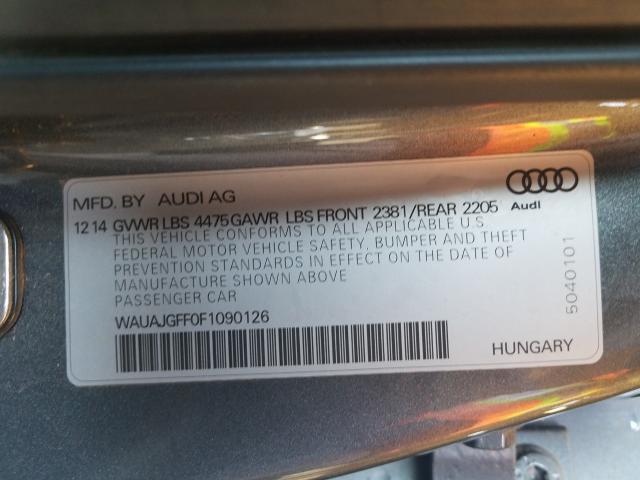 MFD. BY AUDI AG
Audi
12 14 GVWR LBS 4475 GAWR LBS FRONT 2381/REAR 2205
THIS VEHICLE CONFORMS TO ALL APPLICABLE U.S
FEDERAL MOTOR VEHICLE SAFETY, BUMPER AND THEFT
PREVENTION STANDARDS IN EFFECT ON THE DATE OF
MANUFACTURE SHOWN ABOVE
PASSENGER CAR
WAUAJGFF0F1090126
HUNGARY
5040101